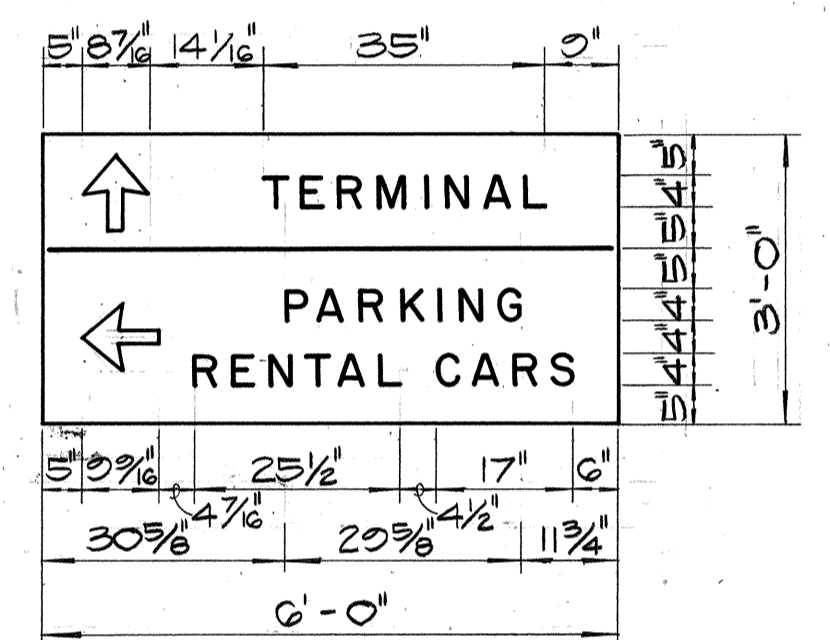 5" 8 7/16" 14 1/16" 35" 9"
TERMINAL
PARKING
RENTAL CARS
5"
4"
5"
5"
4"
4"
4"
5"
3'-0"
5" 9 9/16" 4 7/16" 25 1/2" 4 1/2" 17" 6"
30 5/8" 29 5/8" 11 3/4"
6'-0"